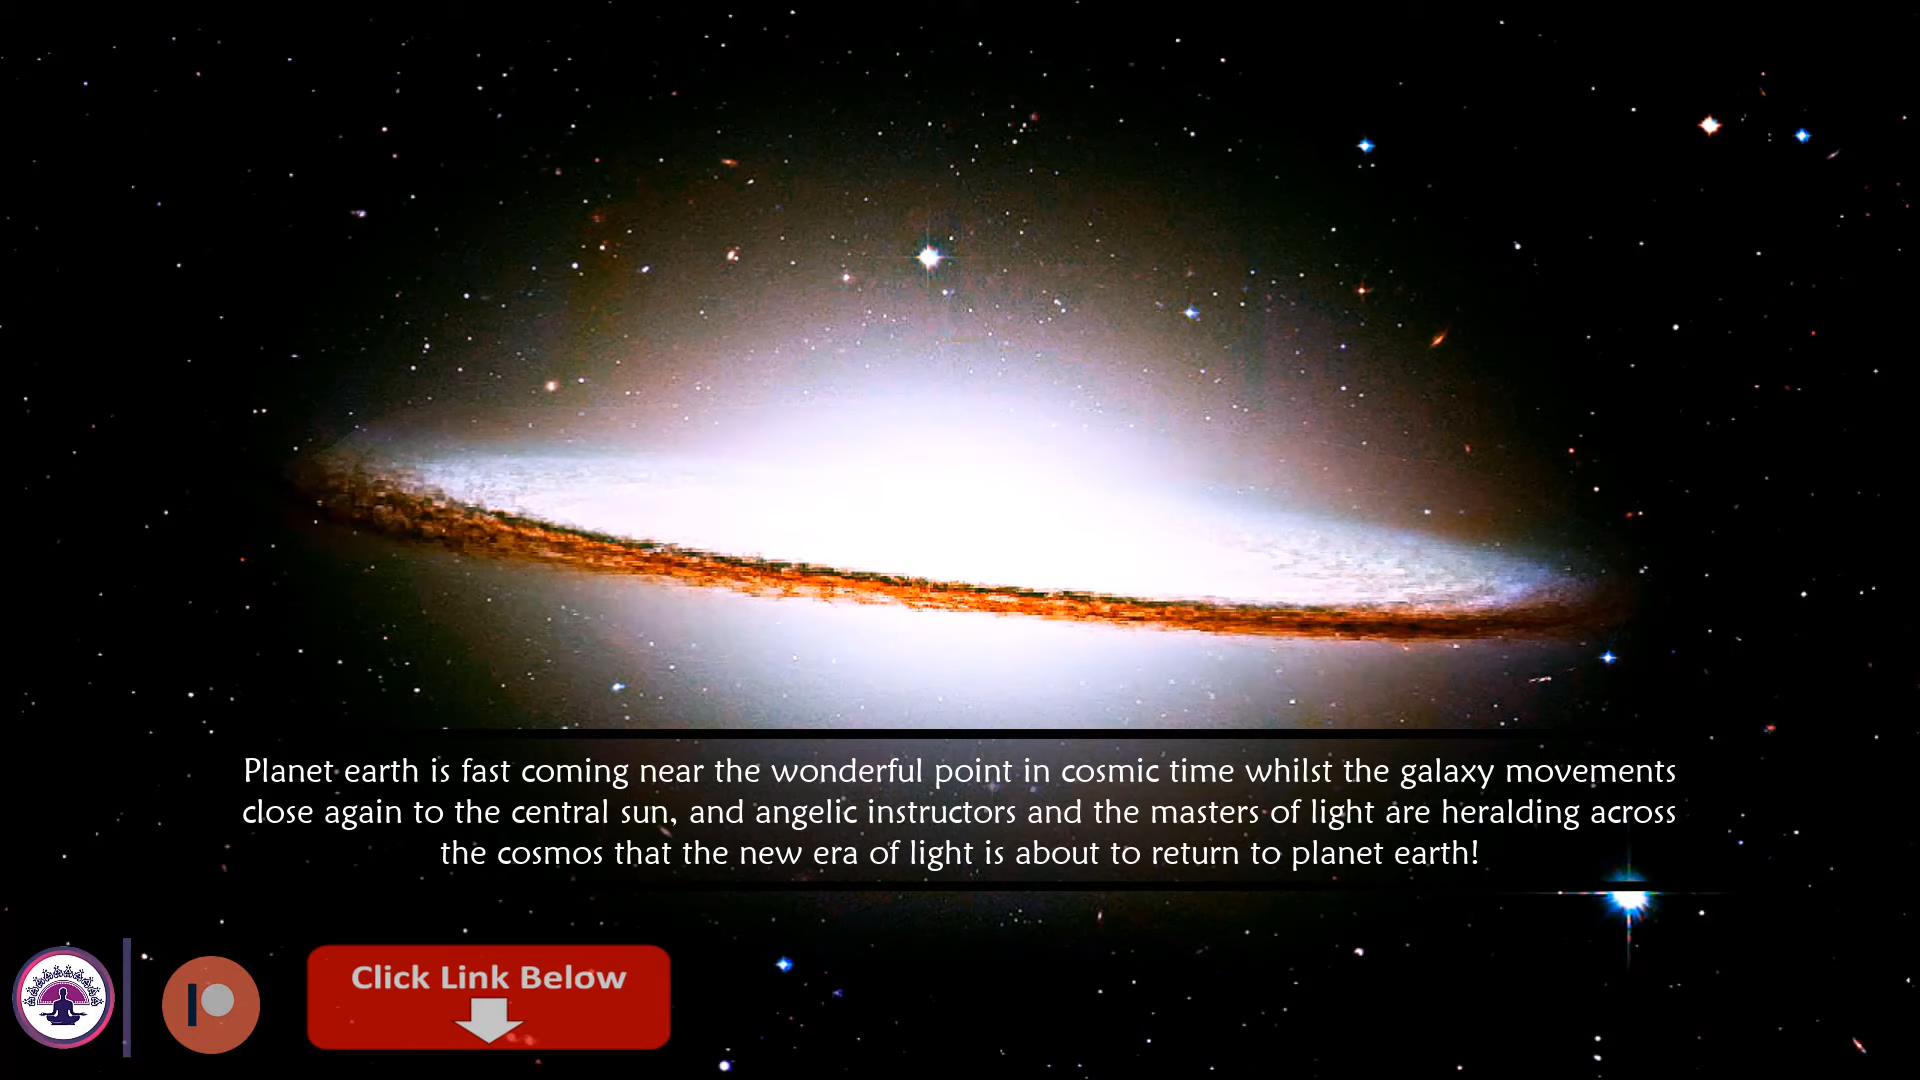 Planet earth is fast coming near the wonderful point in cosmic time whilst the galaxy movements
close again to the central sun, and angelic instructors and the masters of light are heralding across
the cosmos that the new era of light is about to return to planet earth!
Click Link Below